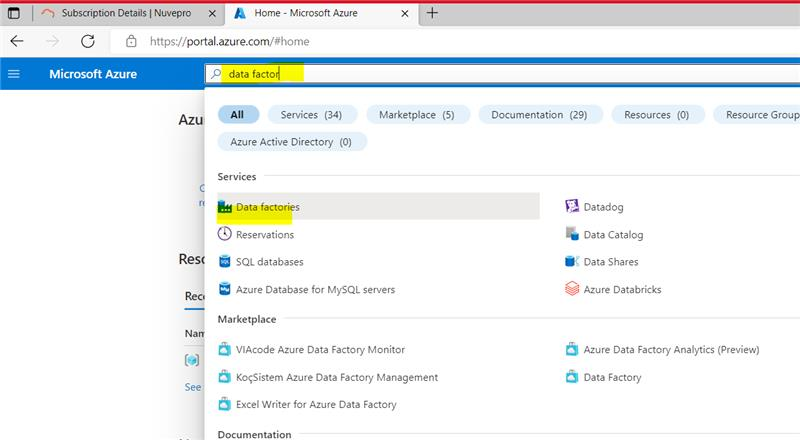 Subscription Details | Nuvepro
Home - Microsoft Azure
https://portal.azure.com/#home
Microsoft Azure
data factor
All
Services (34)
Marketplace (5)
Documentation (29)
Resources (0)
Resource Group
Azure Active Directory (0)
Azu
Services
Data factories
Datadog
Reservations
Data Catalog
SQL databases
Data Shares
Azure Database for MySQL servers
Azure Databricks
Reso
Rece
Nam
See
Marketplace
VIAcode Azure Data Factory Monitor
Azure Data Factory Analytics (Preview)
KoçSistem Azure Data Factory Management
Data Factory
Excel Writer for Azure Data Factory
Documentation